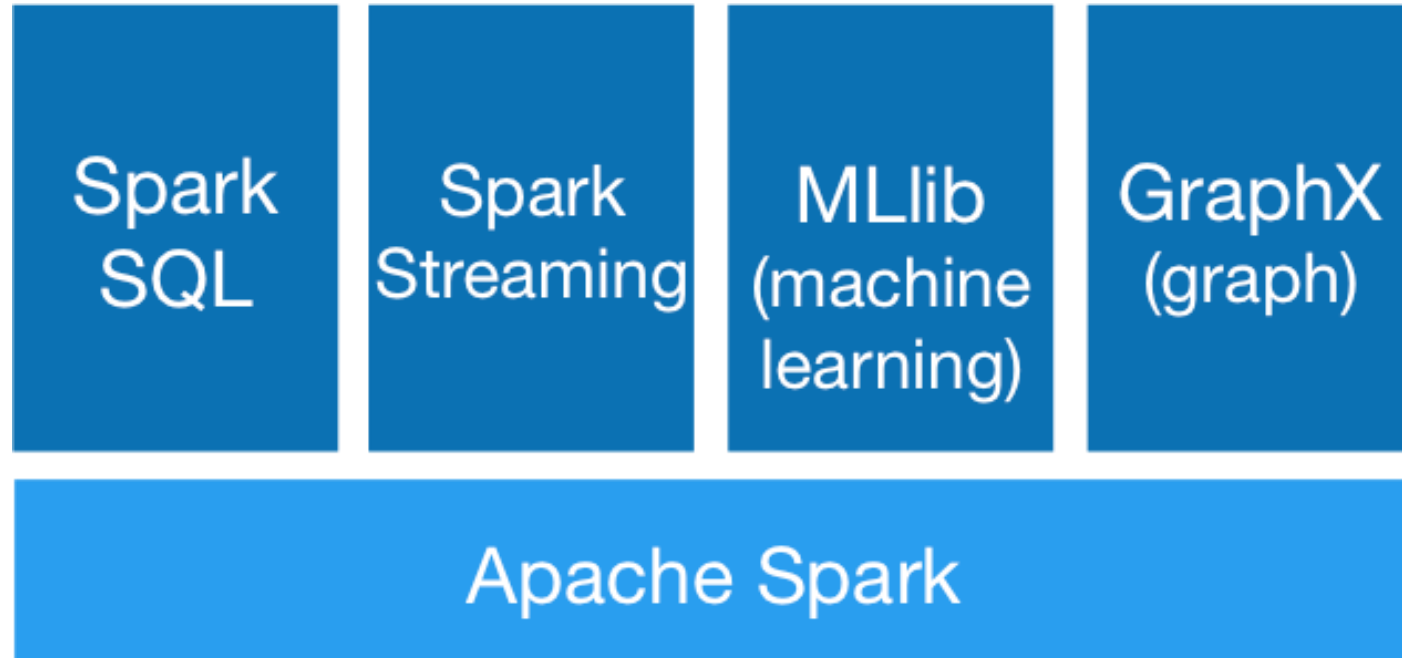 Spark
SQL
Spark
Streaming
MLlib
(machine
learning)
GraphX
(graph)
Apache Spark